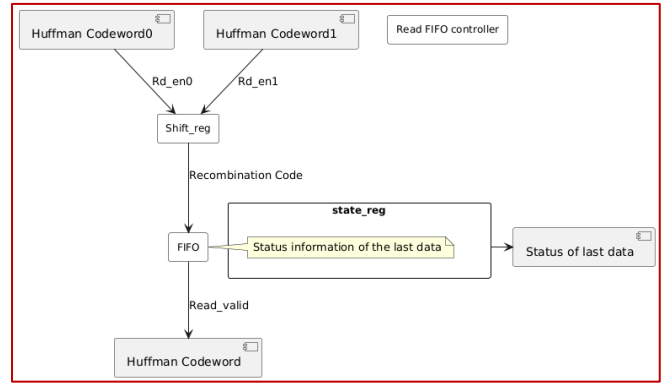 Huffman Codeword0
Huffman Codeword1
Read FIFO controller
Rd_en0
Rd_en1
Shift_reg
Recombination Code
state_reg
FIFO
Status information of the last data
Status of last data
Read_valid
Huffman Codeword